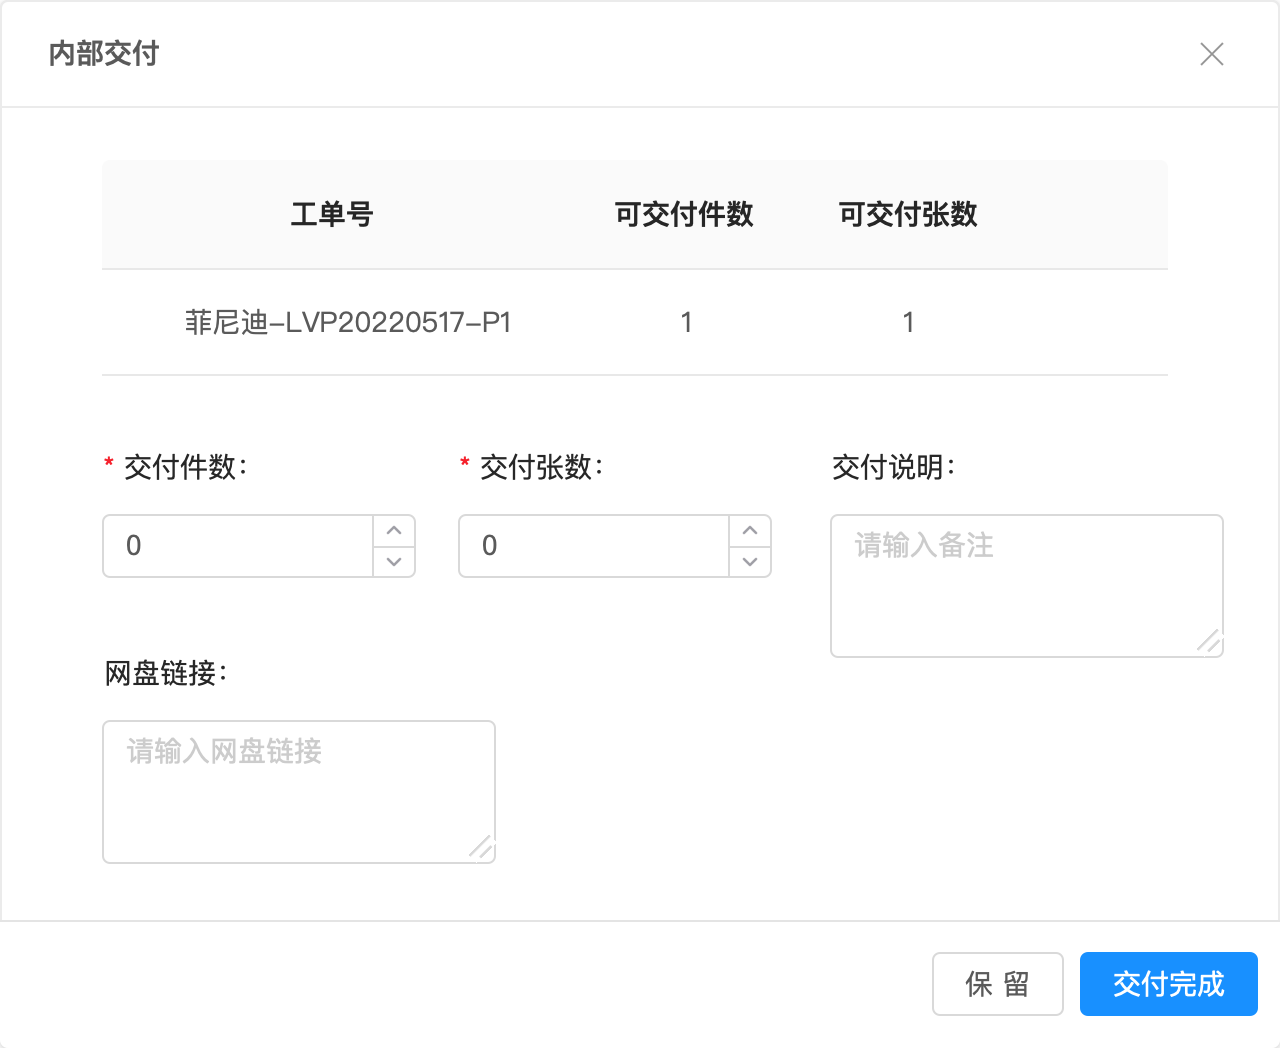 内部交付
工单号 可交付件数 可交付张数
菲尼迪-LVP20220517-P1 1 1
* 交付件数: * 交付张数: 交付说明:
0 0 请输入备注
网盘链接:
请输入网盘链接
保 留 交付完成